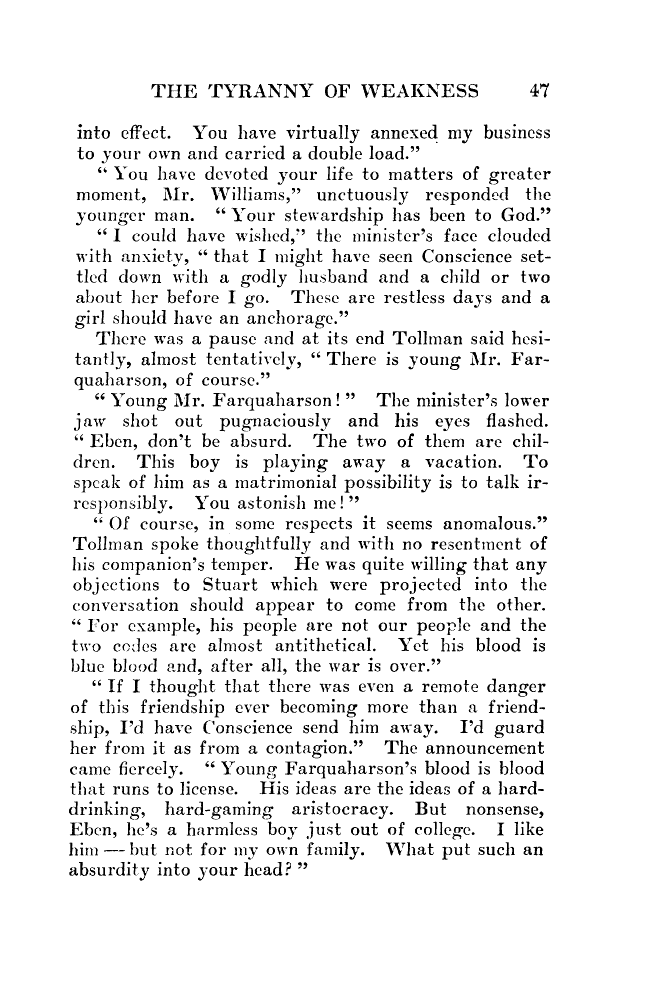 THE TYRANNY OF WEAKNESS 47
into effect. You have virtually annexed my business
to your own and carried a double load.”
“ You have devoted your life to matters of greater
moment, Mr. Williams,” unctuously responded the
younger man. “ Your stewardship has been to God.”
“ I could have wished,” the minister’s face clouded
with anxiety, “ that I might have seen Conscience set-
tled down with a godly husband and a child or two
about her before I go. These are restless days and a
girl should have an anchorage.”
There was a pause and at its end Tollman said hesi-
tantly, almost tentatively, “ There is young Mr. Far-
quaharson, of course.”
“ Young Mr. Farquaharson! ” The minister’s lower
jaw shot out pugnaciously and his eyes flashed.
“ Eben, don’t be absurd. The two of them are chil-
dren. This boy is playing away a vacation. To
speak of him as a matrimonial possibility is to talk ir-
responsibly. You astonish me! ”
“ Of course, in some respects it seems anomalous.”
Tollman spoke thoughtfully and with no resentment of
his companion’s temper. He was quite willing that any
objections to Stuart which were projected into the
conversation should appear to come from the other.
“ For example, his people are not our people and the
two codes are almost antithetical. Yet his blood is
blue blood and, after all, the war is over.”
“ If I thought that there was even a remote danger
of this friendship ever becoming more than a friend-
ship, I’d have Conscience send him away. I’d guard
her from it as from a contagion.” The announcement
came fiercely. “ Young Farquaharson’s blood is blood
that runs to license. His ideas are the ideas of a hard-
drinking, hard-gaming aristocracy. But nonsense,
Eben, he’s a harmless boy just out of college. I like
him — but not for my own family. What put such an
absurdity into your head? ”